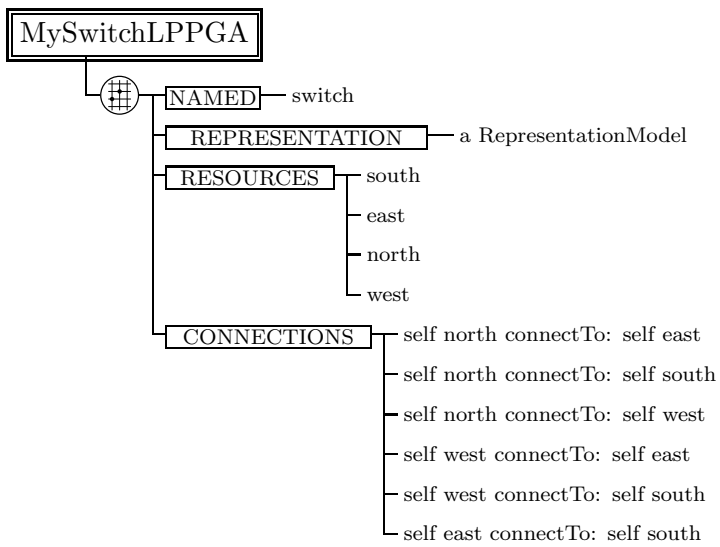 MySwitchLPPGA
NAMED switch
REPRESENTATION a RepresentationModel
RESOURCES south
east
north
west
CONNECTIONS self north connectTo: self east
self north connectTo: self south
self north connectTo: self west
self west connectTo: self east
self west connectTo: self south
self east connectTo: self south